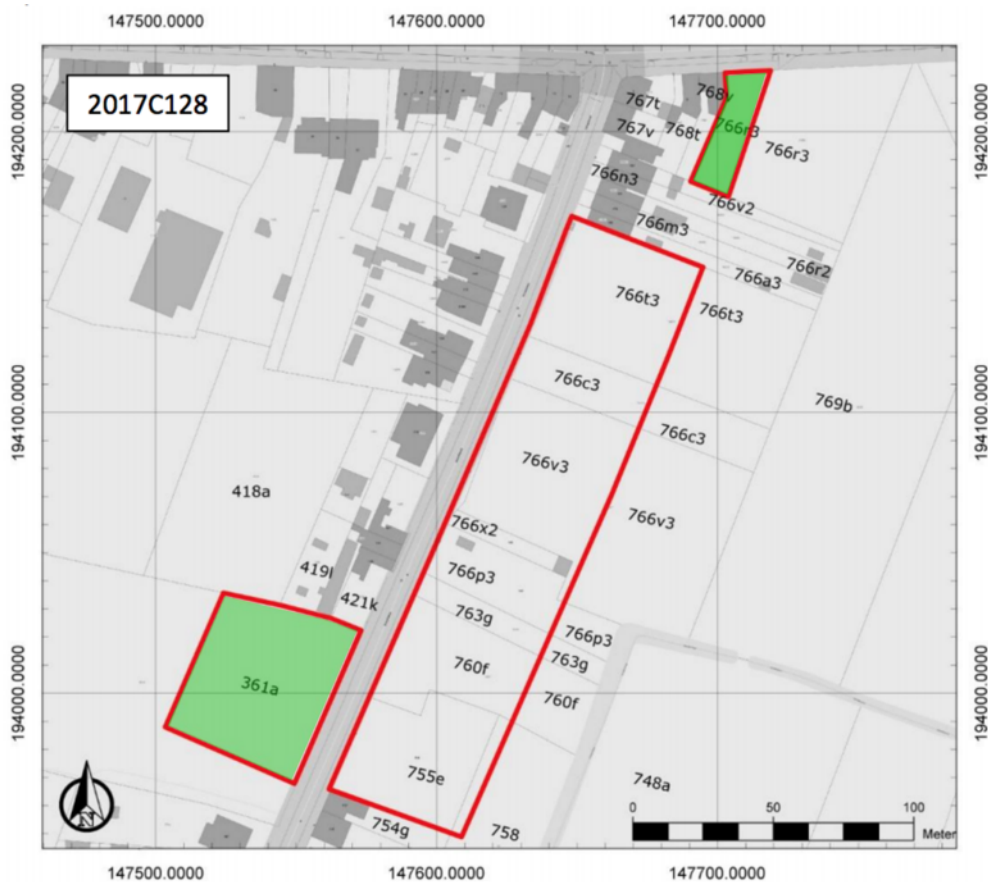 147500.0000 147600.0000 147700.0000
2017C128
194200.0000
194200.0000
767t
768v
767v
768t
766r3
766r3
766n3
766v2
766m3
766r2
766a3
766t3
766t3
194100.0000
194100.0000
766c3
769b
766c3
766v3
418a
766v3
766x2
419l
766p3
421k
763g
766p3
763g
760f
361a
760f
194000.0000
194000.0000
755e
748a
754g
758
N
0 50 100
Meter
147500.0000 147600.0000 147700.0000